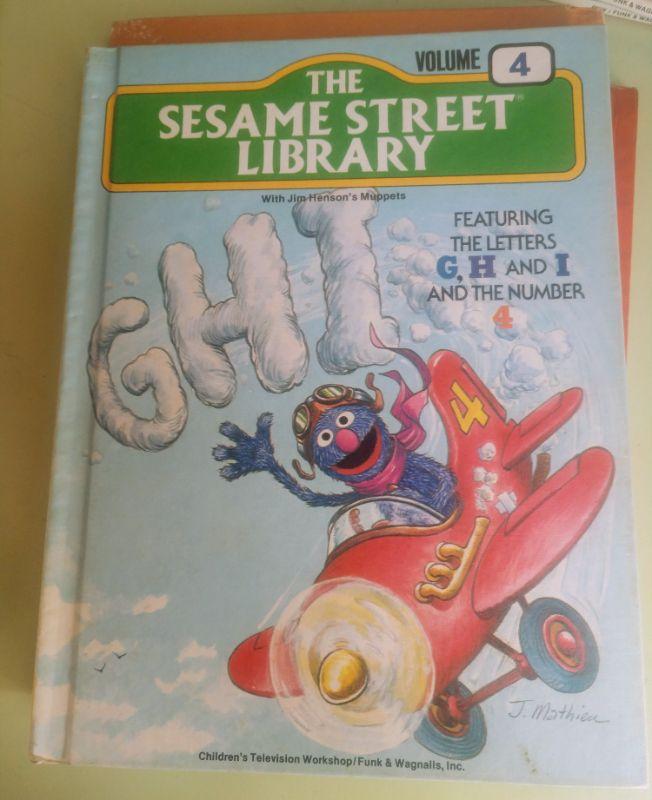 VOLUME 4
THE
SESAME STREET®
LIBRARY
With Jim Henson's Muppets
FEATURING
THE LETTERS
G, H AND I
AND THE NUMBER
4
GHI
4
J. Mathieu
Children's Television Workshop/Funk & Wagnalls, Inc.